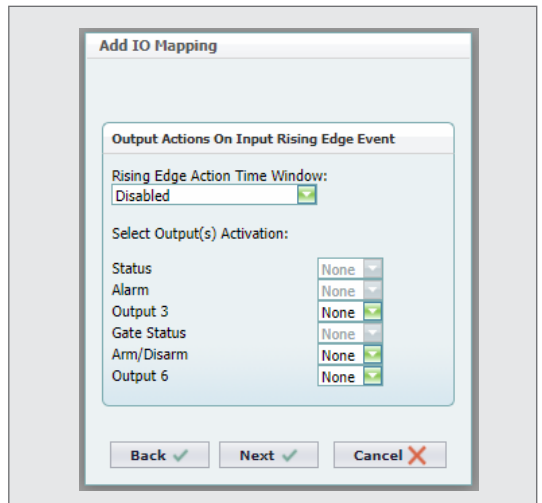 Add IO Mapping
Output Actions On Input Rising Edge Event
Rising Edge Action Time Window:
Disabled
Select Output(s) Activation:
Status None
Alarm None
Output 3 None
Gate Status None
Arm/Disarm None
Output 6 None
Back Next Cancel